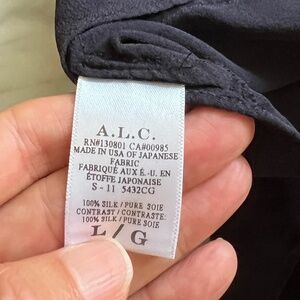 A.L.C.
RN#130801 CA#00985
MADE IN USA OF JAPANESE
FABRIC
FABRIQUÉ AUX É.-U. EN
ÉTOFFE JAPONAISE
S-11 5432CG
100% SILK/PURE SOIE
CONTRAST/CONTRASTE:
100% SILK/PURE SOIE
L/G